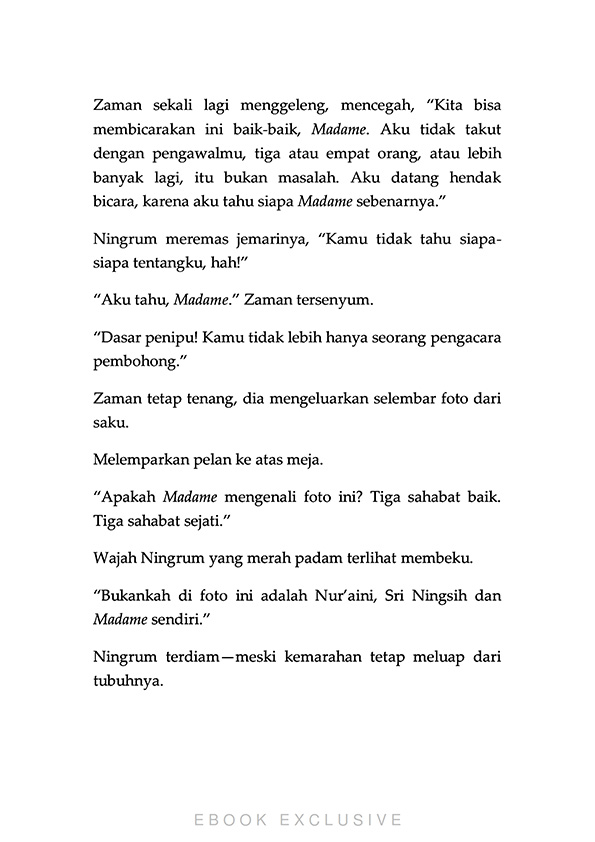 Zaman sekali lagi menggeleng, mencegah, “Kita bisa
membicarakan ini baik-baik, Madame. Aku tidak takut
dengan pengawalmu, tiga atau empat orang, atau lebih
banyak lagi, itu bukan masalah. Aku datang hendak
bicara, karena aku tahu siapa Madame sebenarnya.”
Ningrum meremas jemarinya, “Kamu tidak tahu siapa-
siapa tentangku, hah!”
“Aku tahu, Madame.” Zaman tersenyum.
“Dasar penipu! Kamu tidak lebih hanya seorang pengacara
pembohong.”
Zaman tetap tenang, dia mengeluarkan selembar foto dari
saku.
Melemparkan pelan ke atas meja.
“Apakah Madame mengenali foto ini? Tiga sahabat baik.
Tiga sahabat sejati.”
Wajah Ningrum yang merah padam terlihat membeku.
“Bukankah di foto ini adalah Nur’aini, Sri Ningsih dan
Madame sendiri.”
Ningrum terdiam—meski kemarahan tetap meluap dari
tubuhnya.
EBOOK EXCLUSIVE